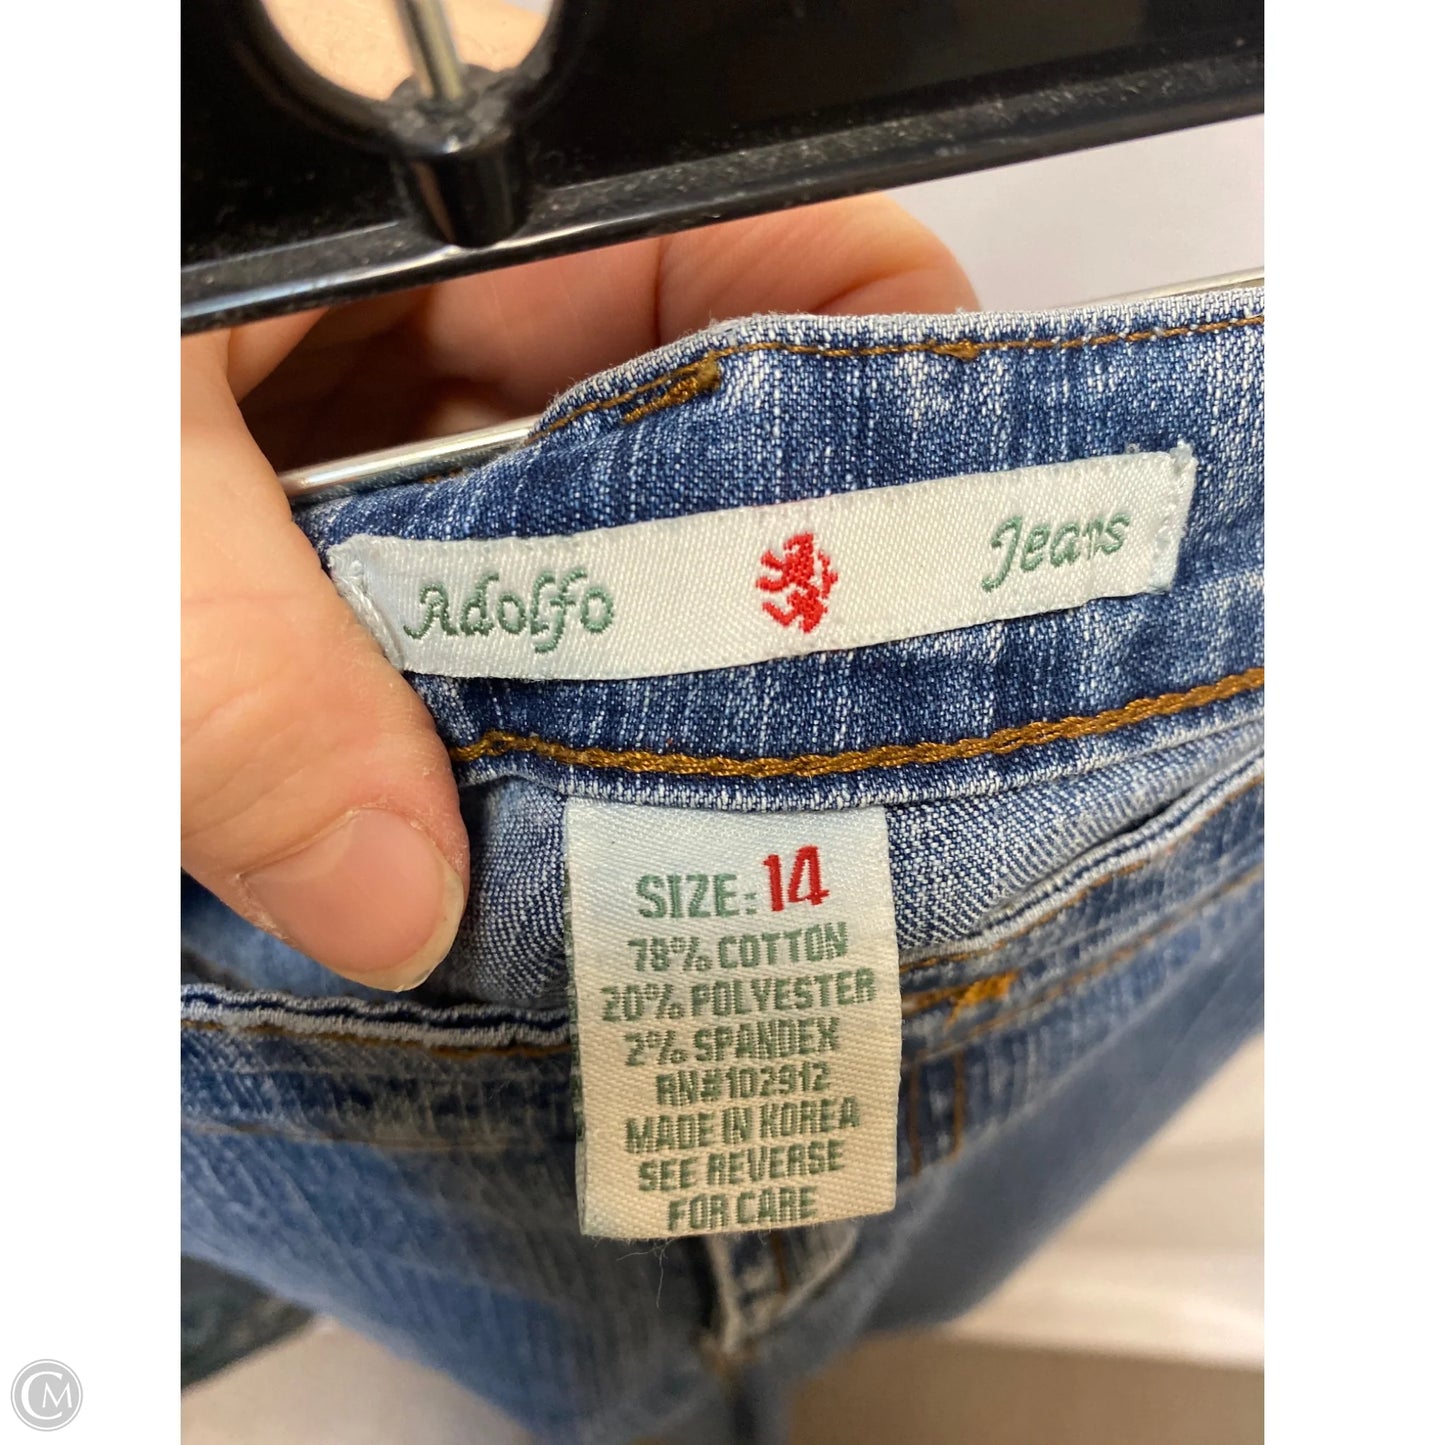 Adolfo Jeans
SIZE: 14
78% COTTON
20% POLYESTER
2% SPANDEX
RN#102912
MADE IN KOREA
SEE REVERSE
FOR CARE
CM